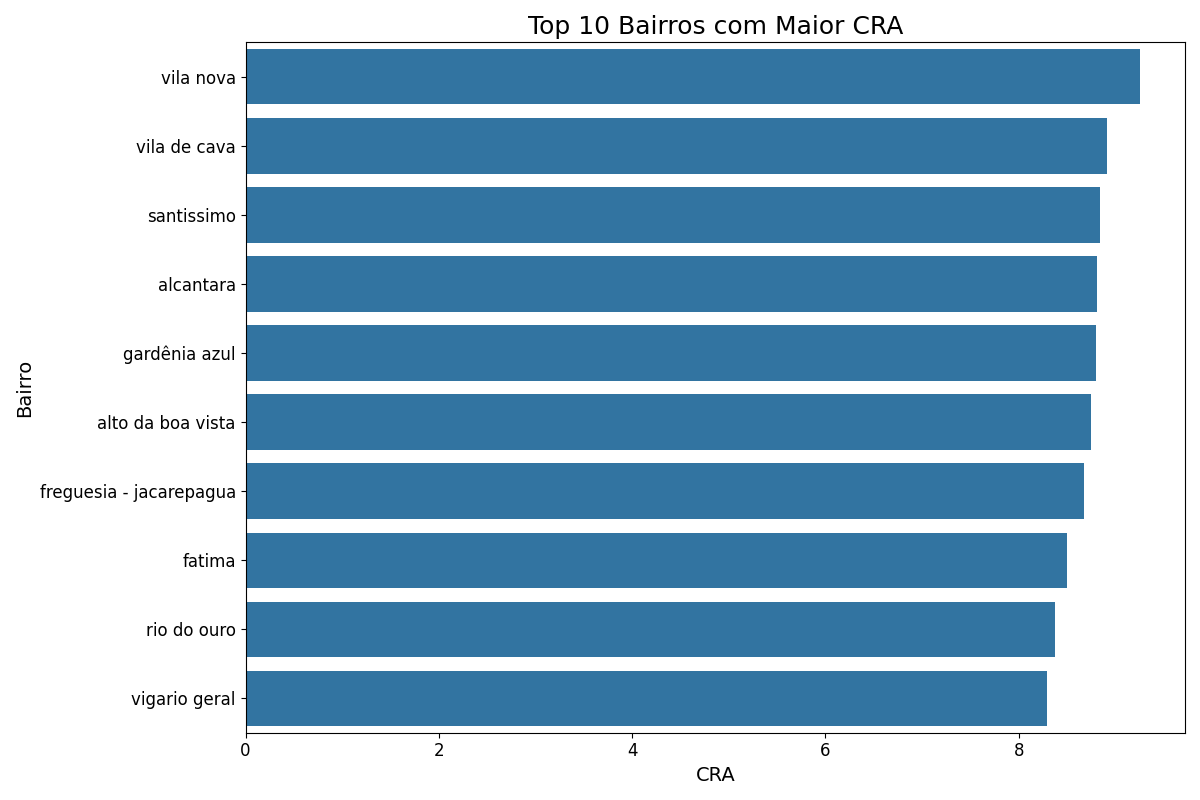 Top 10 Bairros com Maior CRA
vila nova
vila de cava
santissimo
alcantara
gardênia azul
alto da boa vista
freguesia - jacarepagua
fatima
rio do ouro
vigario geral
Bairro
0 2 4 6 8
CRA